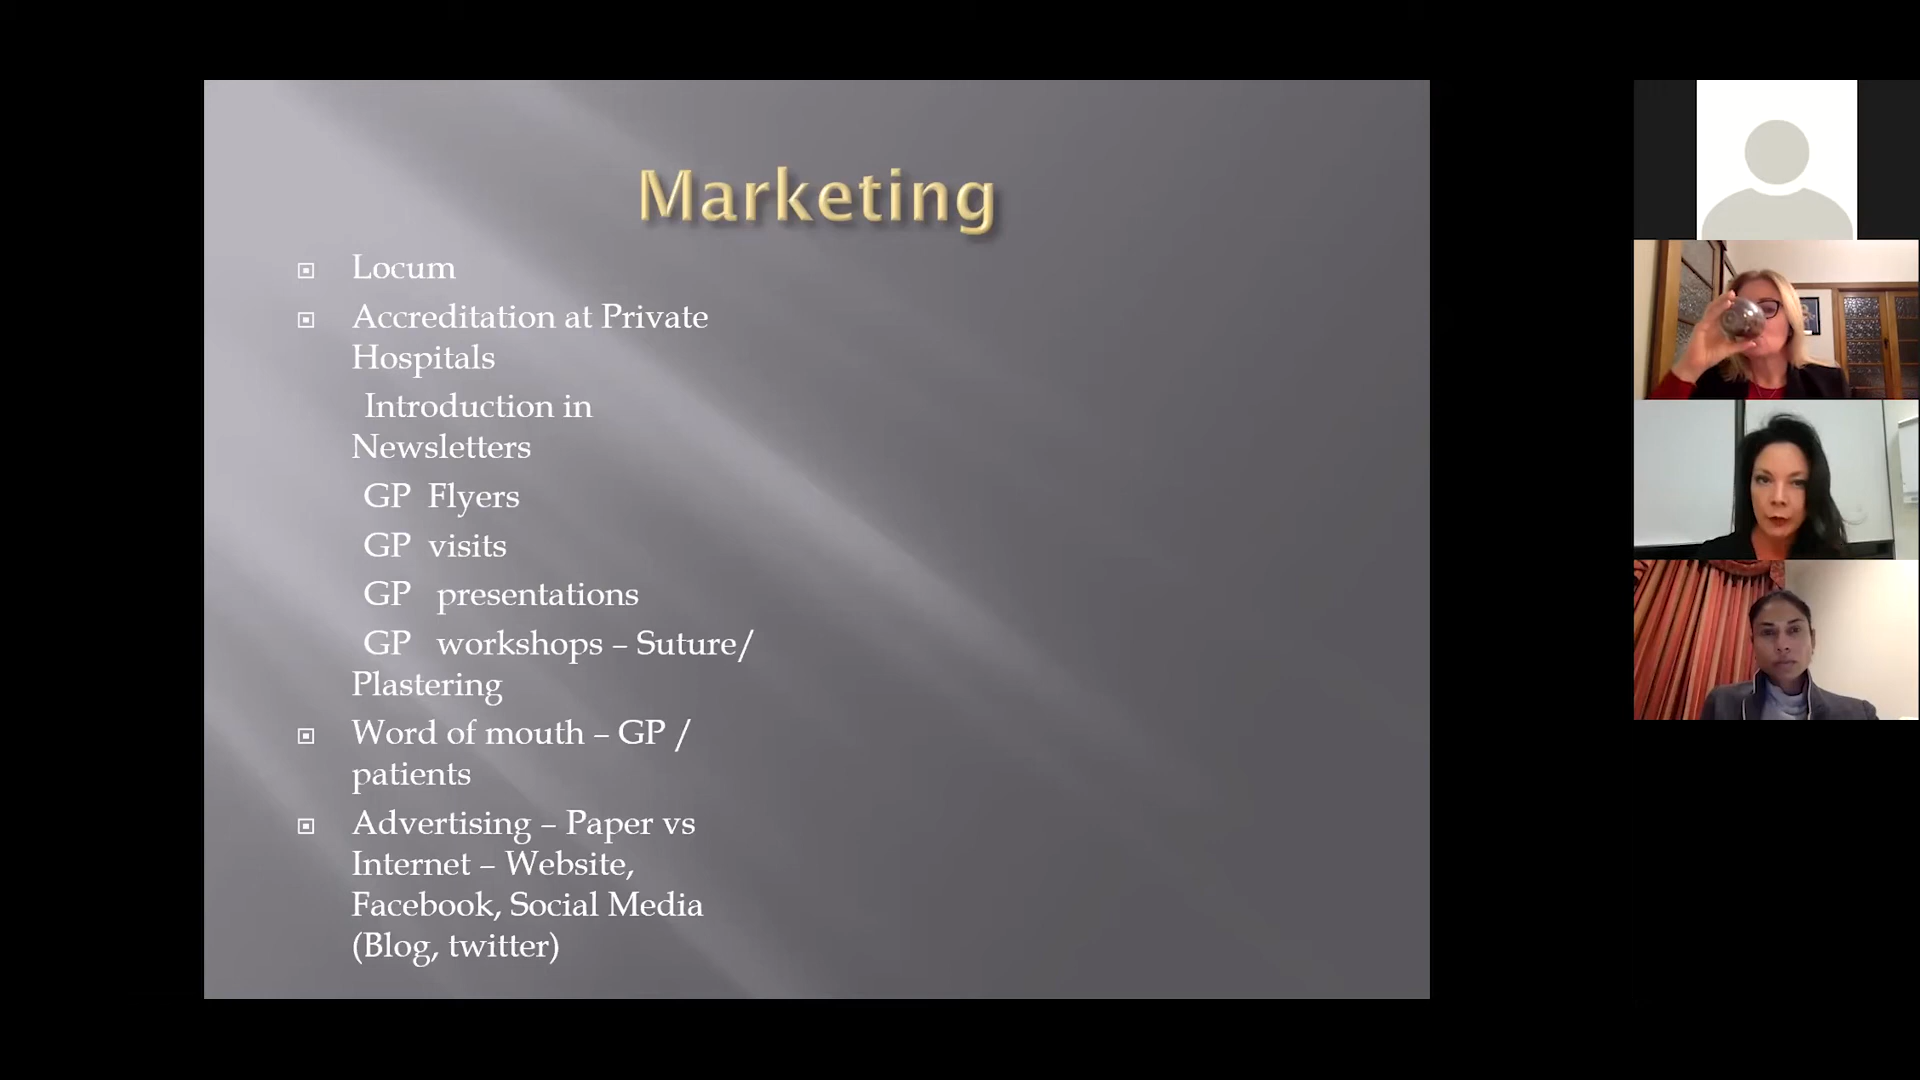 Marketing
Locum
Accreditation at Private
Hospitals
Introduction in
Newsletters
GP Flyers
GP visits
GP presentations
GP workshops – Suture/
Plastering
Word of mouth – GP /
patients
Advertising – Paper vs
Internet – Website,
Facebook, Social Media
(Blog, twitter)